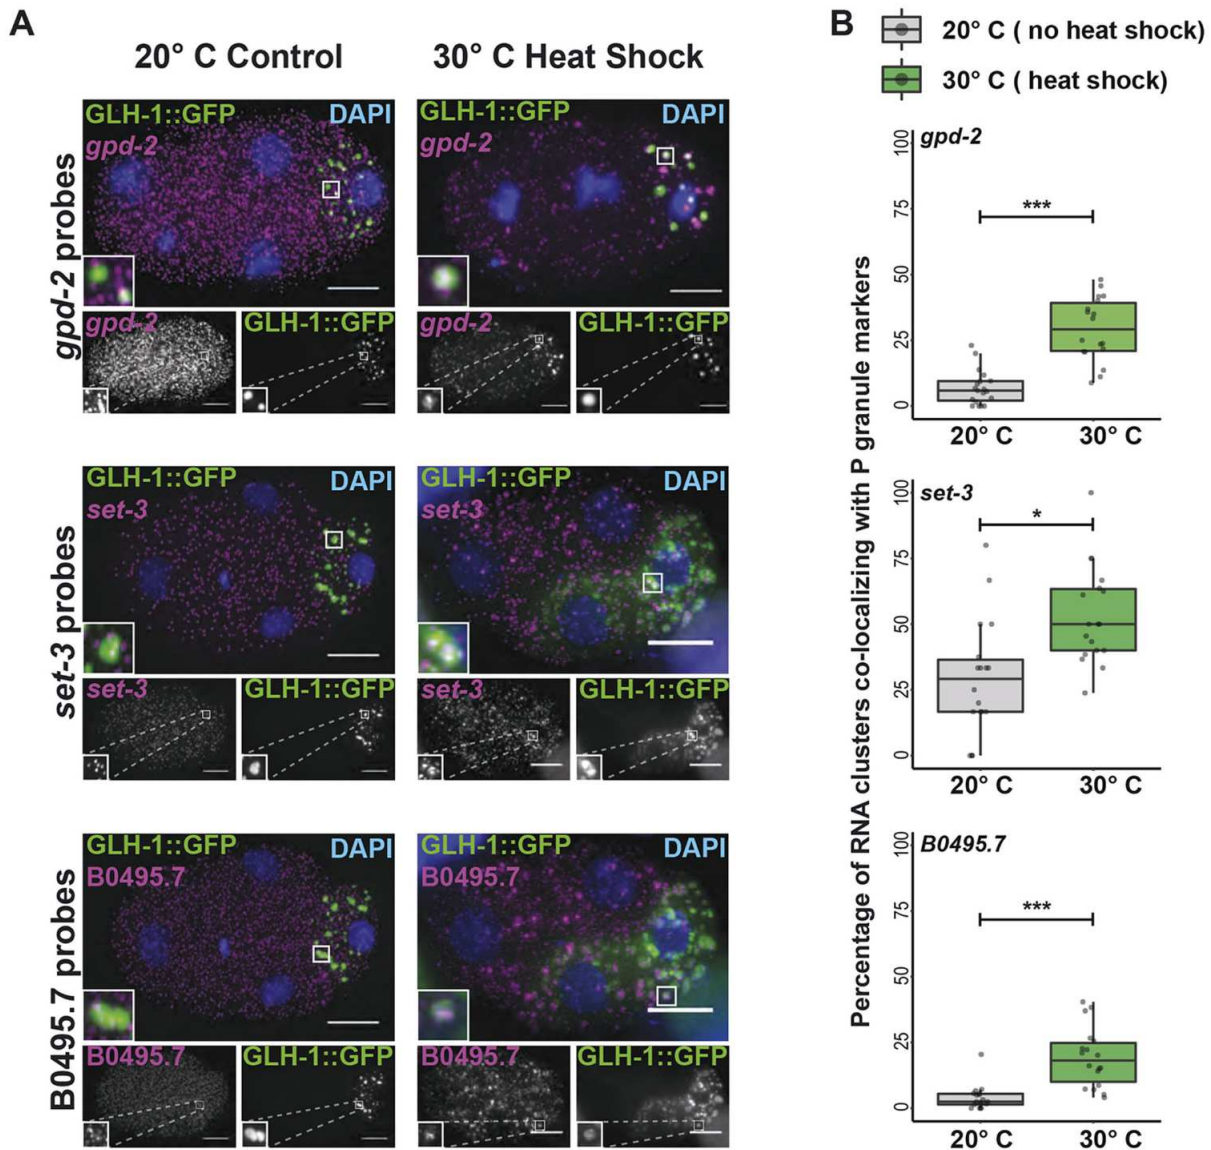 A
20° C Control
30° C Heat Shock
gpd-2 probes
GLH-1::GFP DAPI
gpd-2
GLH-1::GFP DAPI
gpd-2
gpd-2
GLH-1::GFP
gpd-2
GLH-1::GFP
set-3 probes
GLH-1::GFP DAPI
set-3
GLH-1::GFP DAPI
set-3
set-3
GLH-1::GFP
set-3
GLH-1::GFP
B0495.7 probes
GLH-1::GFP DAPI
B0495.7
GLH-1::GFP DAPI
B0495.7
B0495.7
GLH-1::GFP
B0495.7
GLH-1::GFP
B
20° C ( no heat shock)
30° C ( heat shock)
Percentage of RNA clusters co-localizing with P granule markers
gpd-2
100
75
50
25
0
***
20° C
30° C
set-3
100
75
50
25
0
*
20° C
30° C
B0495.7
100
75
50
25
0
***
20° C
30° C